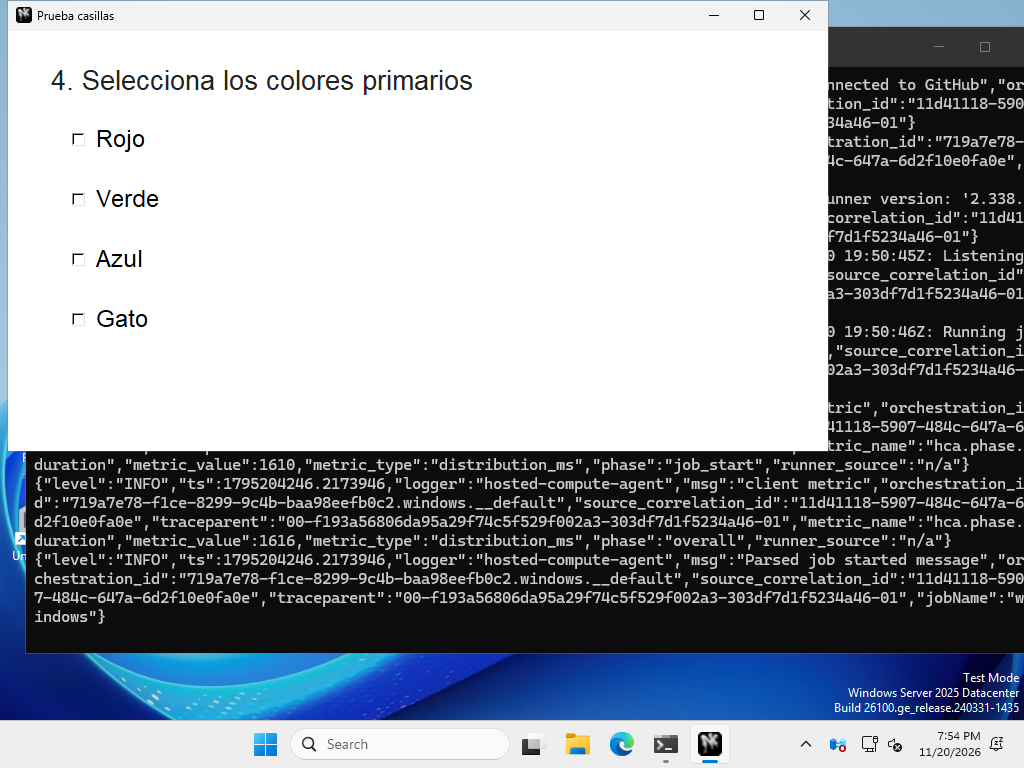 Prueba casillas
4. Selecciona los colores primarios
Rojo
Verde
Azul
Gato
nnected to GitHub","or
tion_id":"11d41118-590
34a46-01"}
tration_id":"719a7e78-
4c-647a-6d2f10e0fa0e",
unner version: '2.338.
correlation_id":"11d41
f7d1f5234a46-01"}
0 19:50:45Z: Listening
source_correlation_id"
a3-303df7d1f5234a46-01
0 19:50:46Z: Running j
,"source_correlation_i
02a3-303df7d1f5234a46-
tric","orchestration_i
41118-5907-484c-647a-6
tric_name":"hca.phase.
duration","metric_value":1610,"metric_type":"distribution_ms","phase":"job_start","runner_source":"n/a"}
{"level":"INFO","ts":1795204246.2173946,"logger":"hosted-compute-agent","msg":"client metric","orchestration_i
d":"719a7e78-f1ce-8299-9c4b-baa98eefb0c2.windows.__default","source_correlation_id":"11d41118-5907-484c-647a-6
d2f10e0fa0e","traceparent":"00-f193a56806da95a29f74c5f529f002a3-303df7d1f5234a46-01","metric_name":"hca.phase.
duration","metric_value":1616,"metric_type":"distribution_ms","phase":"overall","runner_source":"n/a"}
{"level":"INFO","ts":1795204246.2173946,"logger":"hosted-compute-agent","msg":"Parsed job started message","or
chestration_id":"719a7e78-f1ce-8299-9c4b-baa98eefb0c2.windows.__default","source_correlation_id":"11d41118-590
7-484c-647a-6d2f10e0fa0e","traceparent":"00-f193a56806da95a29f74c5f529f002a3-303df7d1f5234a46-01","jobName":"w
indows"}
Test Mode
Windows Server 2025 Datacenter
Build 26100.ge_release.240331-1435
Search
7:54 PM
11/20/2026